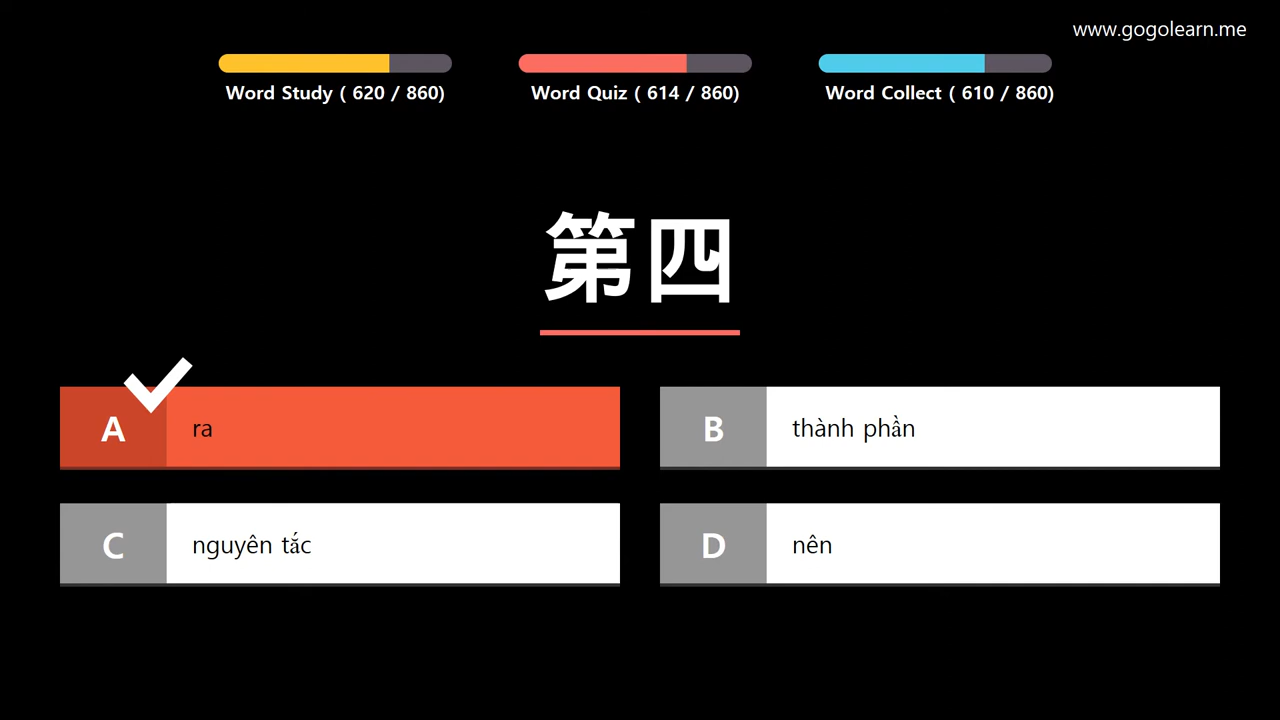 www.gogolearn.me
Word Study ( 620 / 860)
Word Quiz ( 614 / 860)
Word Collect ( 610 / 860)
第四
A
ra
B
thành phần
C
nguyên tắc
D
nên